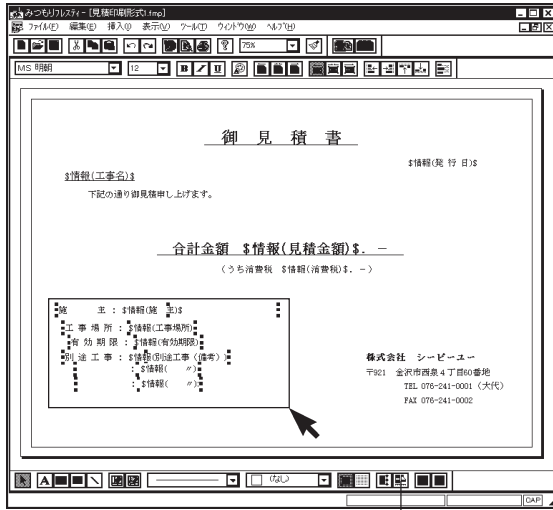 みつもりフレスティ - [見積印刷形式1.fmp]
ファイル(F) 編集(E) 挿入(I) 表示(V) ツール(T) ウィンドウ(W) ヘルプ(H)
75%
MS 明朝 12 B I U
御 見 積 書
$情報(発 行 日)$
$情報(工事名)$
下記の通り御見積申し上げます。
合計金額 $情報(見積金額)$. －
(うち消費税 $情報(消費税)$. －)
施 主 : $情報(施 主)$
工 事 場 所 : $情報(工事場所)
有 効 期 限 : $情報(有効期限)
別 途 工 事 : $情報(別途工事（備考）)
: $情報( 〃)
: $情報( 〃)
株式会社 シーピーユー
〒921 金沢市西泉４丁目60番地
TEL 076-241-0001 (大代)
FAX 076-241-0002
A (なし)
CAP